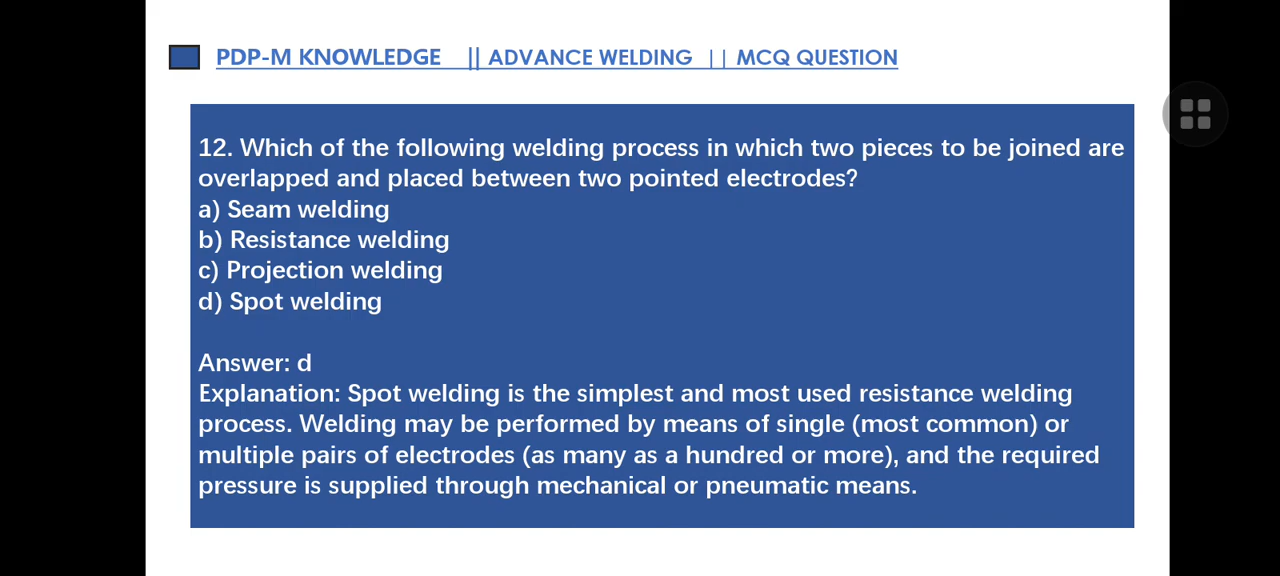 PDP-M KNOWLEDGE || ADVANCE WELDING || MCQ QUESTION
12. Which of the following welding process in which two pieces to be joined are
overlapped and placed between two pointed electrodes?
a) Seam welding
b) Resistance welding
c) Projection welding
d) Spot welding
Answer: d
Explanation: Spot welding is the simplest and most used resistance welding
process. Welding may be performed by means of single (most common) or
multiple pairs of electrodes (as many as a hundred or more), and the required
pressure is supplied through mechanical or pneumatic means.